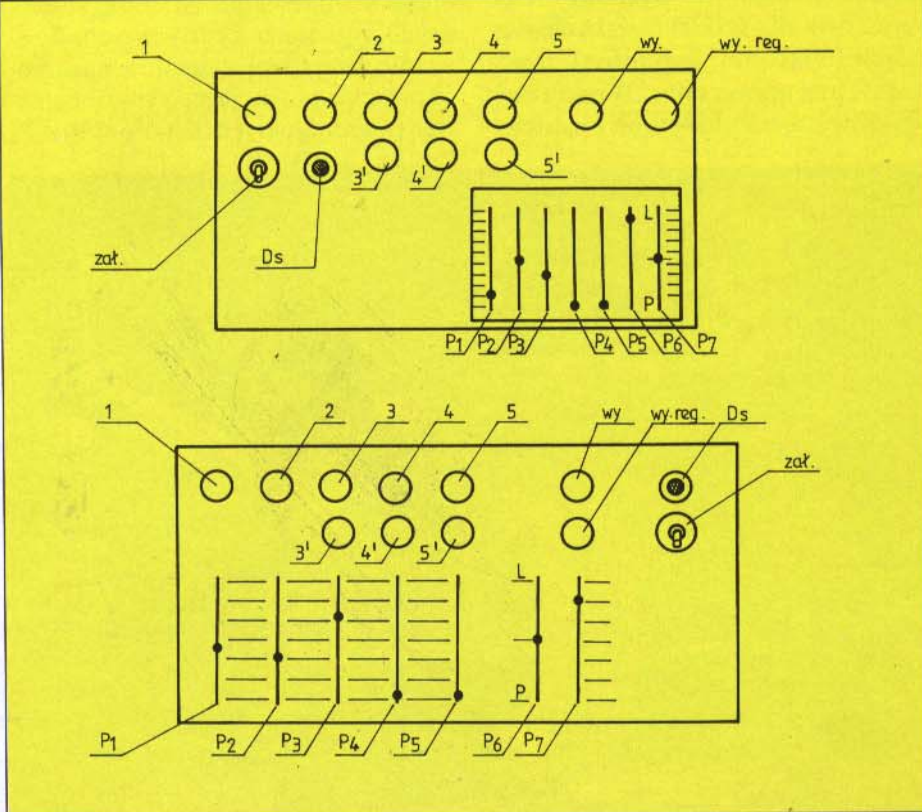 1 2 3 4 5 wy. wy. reg.
3' 4' 5'
zał. Ds
L
P
P1 P2 P3 P4 P5 P6 P7
1 2 3 4 5 wy wy.reg. Ds
zał.
3' 4' 5'
L
P
P1 P2 P3 P4 P5 P6 P7